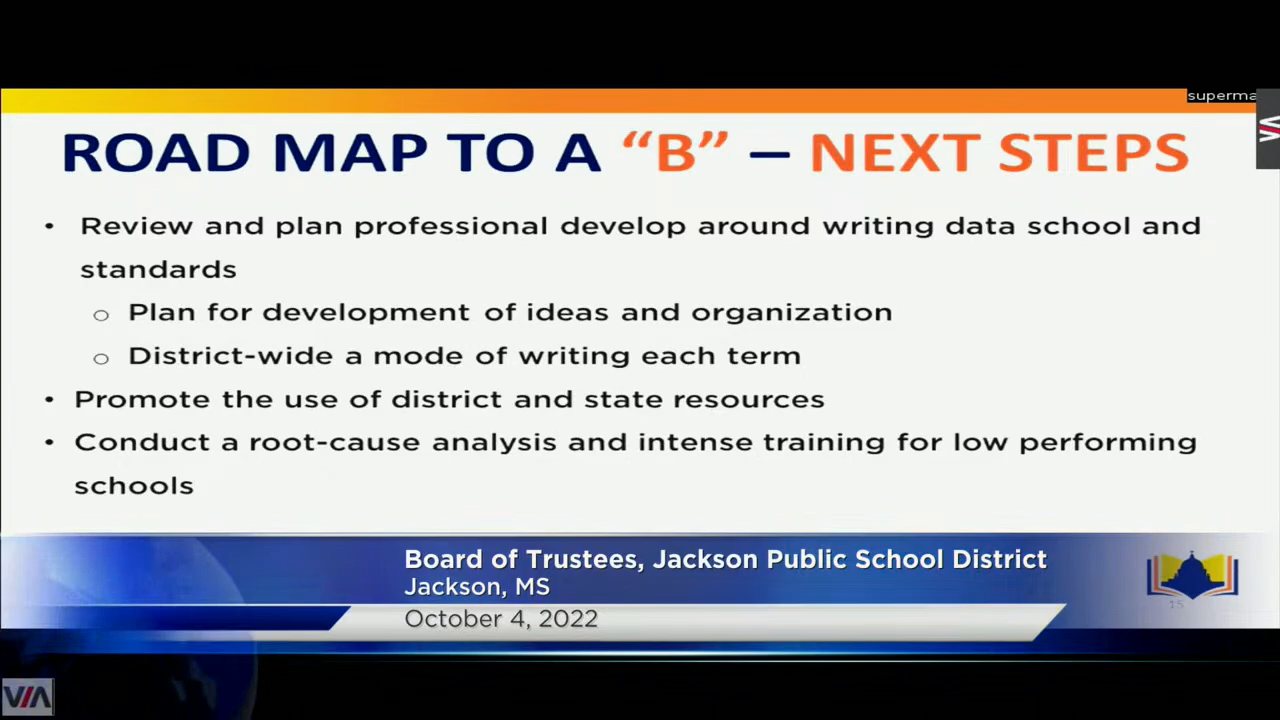 superma
ROAD MAP TO A “B” – NEXT STEPS
• Review and plan professional develop around writing data school and
standards
o Plan for development of ideas and organization
o District-wide a mode of writing each term
• Promote the use of district and state resources
• Conduct a root-cause analysis and intense training for low performing
schools
Board of Trustees, Jackson Public School District
Jackson, MS
October 4, 2022
15
VIA